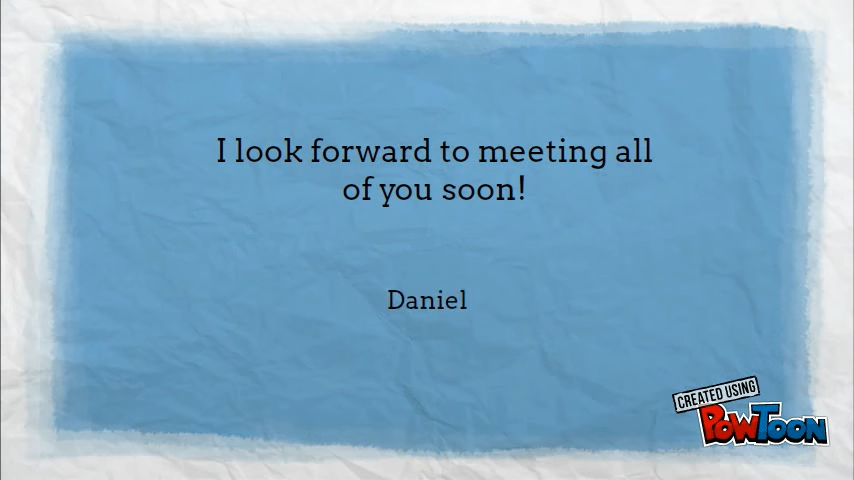 I look forward to meeting all
of you soon!
Daniel
CREATED USING
POWTOON